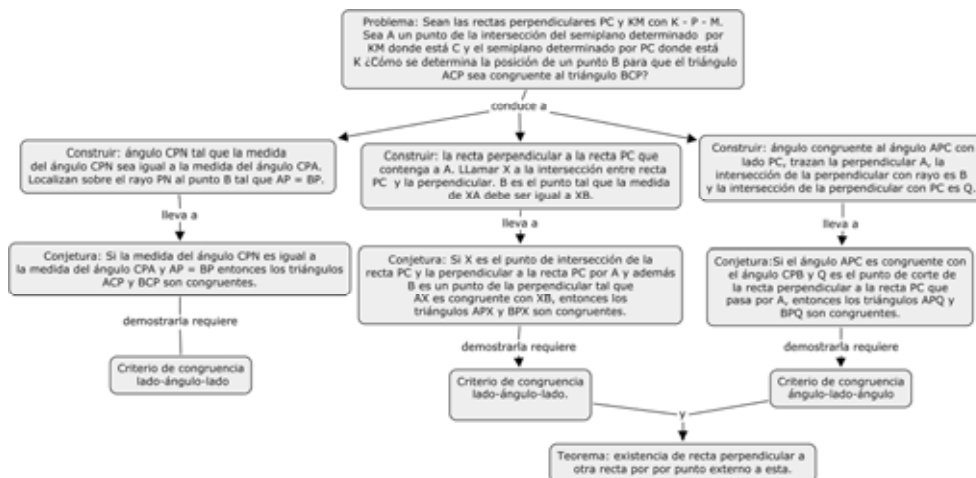 Problema: Sean las rectas perpendiculares PC y KM con K - P - M.
Sea A un punto de la intersección del semiplano determinado por
KM donde está C y el semiplano determinado por PC donde está
K ¿Cómo se determina la posición de un punto B para que el triángulo
ACP sea congruente al triángulo BCP?
conduce a
Construir: ángulo CPN tal que la medida
del ángulo CPN sea igual a la medida del ángulo CPA.
Localizan sobre el rayo PN al punto B tal que AP = BP.
lleva a
Conjetura: Si la medida del ángulo CPN es igual a
la medida del ángulo CPA y AP = BP entonces los triángulos
ACP y BCP son congruentes.
demostrarla requiere
Criterio de congruencia
lado-ángulo-lado
Construir: la recta perpendicular a la recta PC que
contenga a A. LLamar X a la intersección entre recta
PC y la perpendicular. B es el punto tal que la medida
de XA debe ser igual a XB.
lleva a
Conjetura: Si X es el punto de intersección de la
recta PC y la perpendicular a la recta PC por A y además
B es un punto de la perpendicular tal que
AX es congruente con XB, entonces los
triángulos APX y BPX son congruentes.
demostrarla requiere
Criterio de congruencia
lado-ángulo-lado.
Construir: ángulo congruente al ángulo APC con
lado PC, trazan la perpendicular A, la
intersección de la perpendicular con rayo es B
y la intersección de la perpendicular con PC es Q.
lleva a
Conjetura:Si el ángulo APC es congruente con
el ángulo CPB y Q es el punto de corte de
la recta perpendicular a la recta PC que
pasa por A, entonces los triángulos APQ y
BPQ son congruentes.
demostrarla requiere
Criterio de congruencia
ángulo-lado-ángulo
y
Teorema: existencia de recta perpendicular a
otra recta por por punto externo a esta.